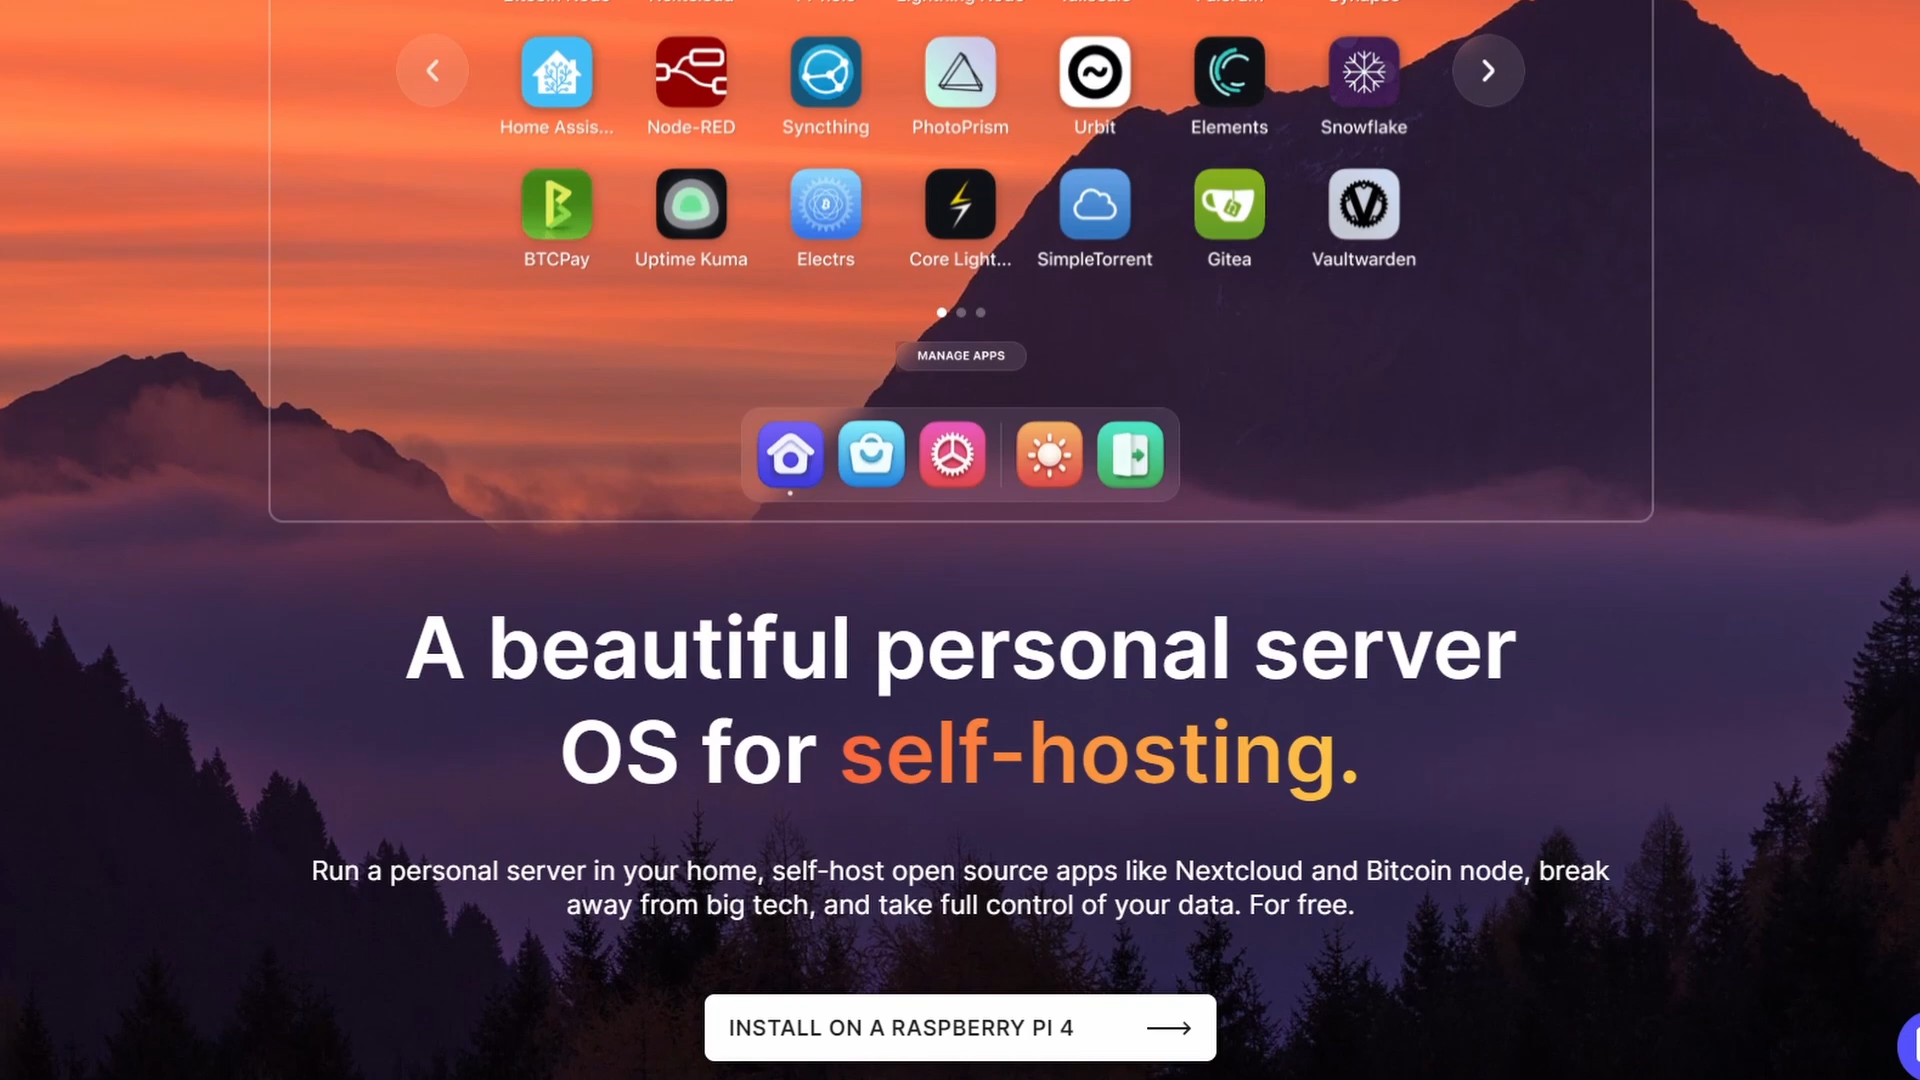 Home Assis...
Node-RED
Syncthing
PhotoPrism
Urbit
Elements
Snowflake
BTCPay
Uptime Kuma
Electrs
Core Light...
SimpleTorrent
Gitea
Vaultwarden
MANAGE APPS
A beautiful personal server
OS for self-hosting.
Run a personal server in your home, self-host open source apps like Nextcloud and Bitcoin node, break
away from big tech, and take full control of your data. For free.
INSTALL ON A RASPBERRY PI 4